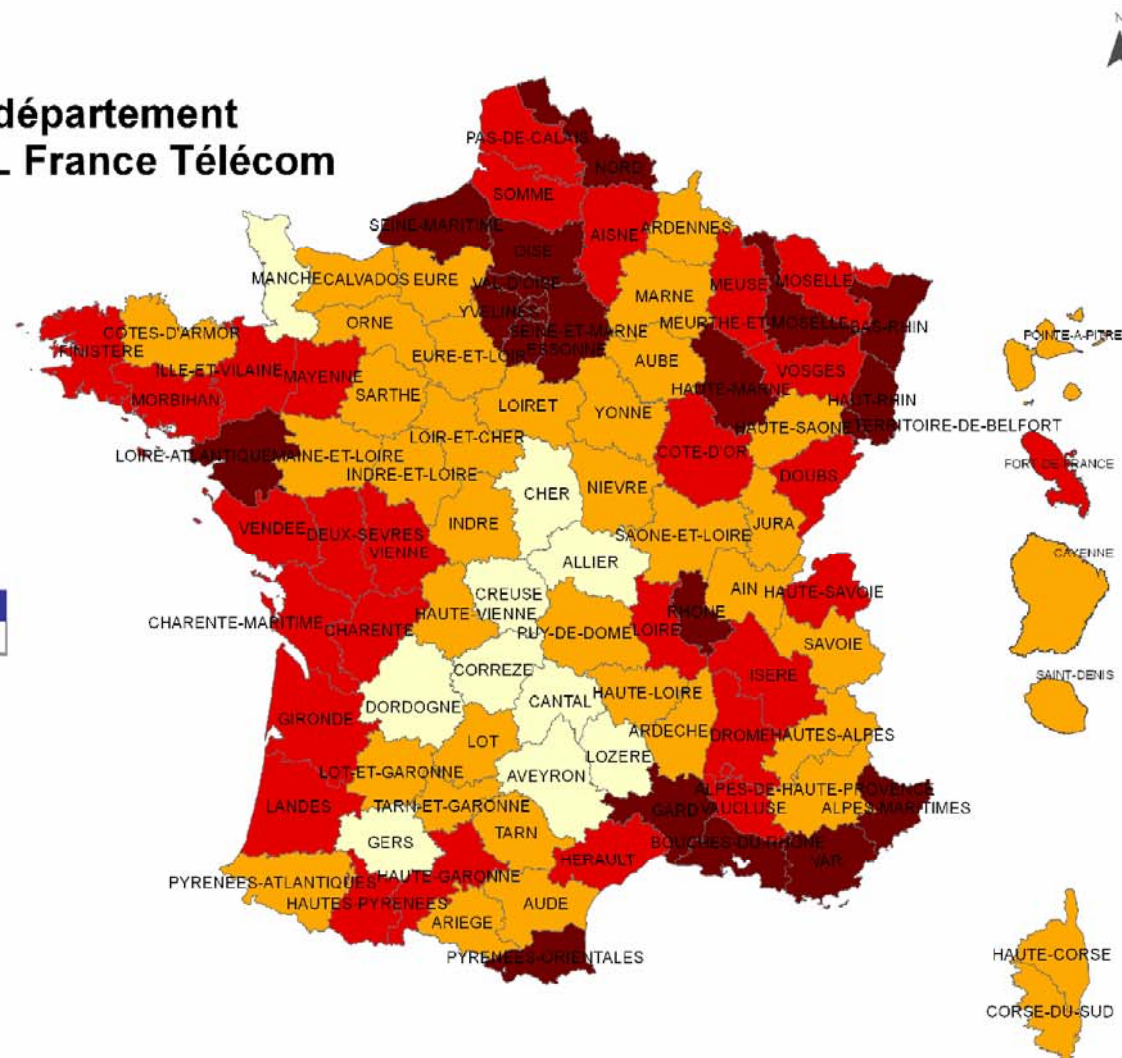 N
département
L France Télécom
PAS-DE-CALAIS
NORD
SOMME
SEINE-MARITIME
OISE
AISNE
ARDENNES
MANCHE
CALVADOS
EURE
VAL-D'OISE
MARNE
MEUSE
MOSELLE
YVELINES
SEINE-ET-MARNE
ESSONNE
MEURTHE-ET-MOSELLE
BAS-RHIN
POINTE-A-PITRE
COTES-D'ARMOR
FINISTERE
ORNE
EURE-ET-LOIR
AUBE
VOSGES
ILLE-ET-VILAINE
MAYENNE
MORBIHAN
SARTHE
LOIRET
YONNE
HAUTE-MARNE
HAUT-RHIN
HAUTE-SAONE
TERRITOIRE-DE-BELFORT
LOIRE-ATLANTIQUE
MAINE-ET-LOIRE
LOIR-ET-CHER
INDRE-ET-LOIRE
COTE-D'OR
DOUBS
FORT-DE-FRANCE
CHER
NIEVRE
VENDEE
DEUX-SEVRES
VIENNE
INDRE
SAONE-ET-LOIRE
JURA
CAYENNE
ALLIER
CREUSE
AIN
HAUTE-SAVOIE
HAUTE-VIENNE
RHONE
CHARENTE-MARITIME
CHARENTE
PUY-DE-DOME
LOIRE
SAVOIE
CORREZE
ISERE
SAINT-DENIS
DORDOGNE
CANTAL
HAUTE-LOIRE
GIRONDE
ARDECHE
DROME
HAUTES-ALPES
LOT
LOZERE
LOT-ET-GARONNE
AVEYRON
ALPES-DE-HAUTE-PROVENCE
LANDES
TARN-ET-GARONNE
GARD
VAUCLUSE
ALPES-MARITIMES
TARN
GERS
BOUCHES-DU-RHONE
VAR
HERAULT
PYRENEES-ATLANTIQUES
HAUTE-GARONNE
HAUTES-PYRENEES
AUDE
ARIEGE
PYRENEES-ORIENTALES
HAUTE-CORSE
CORSE-DU-SUD